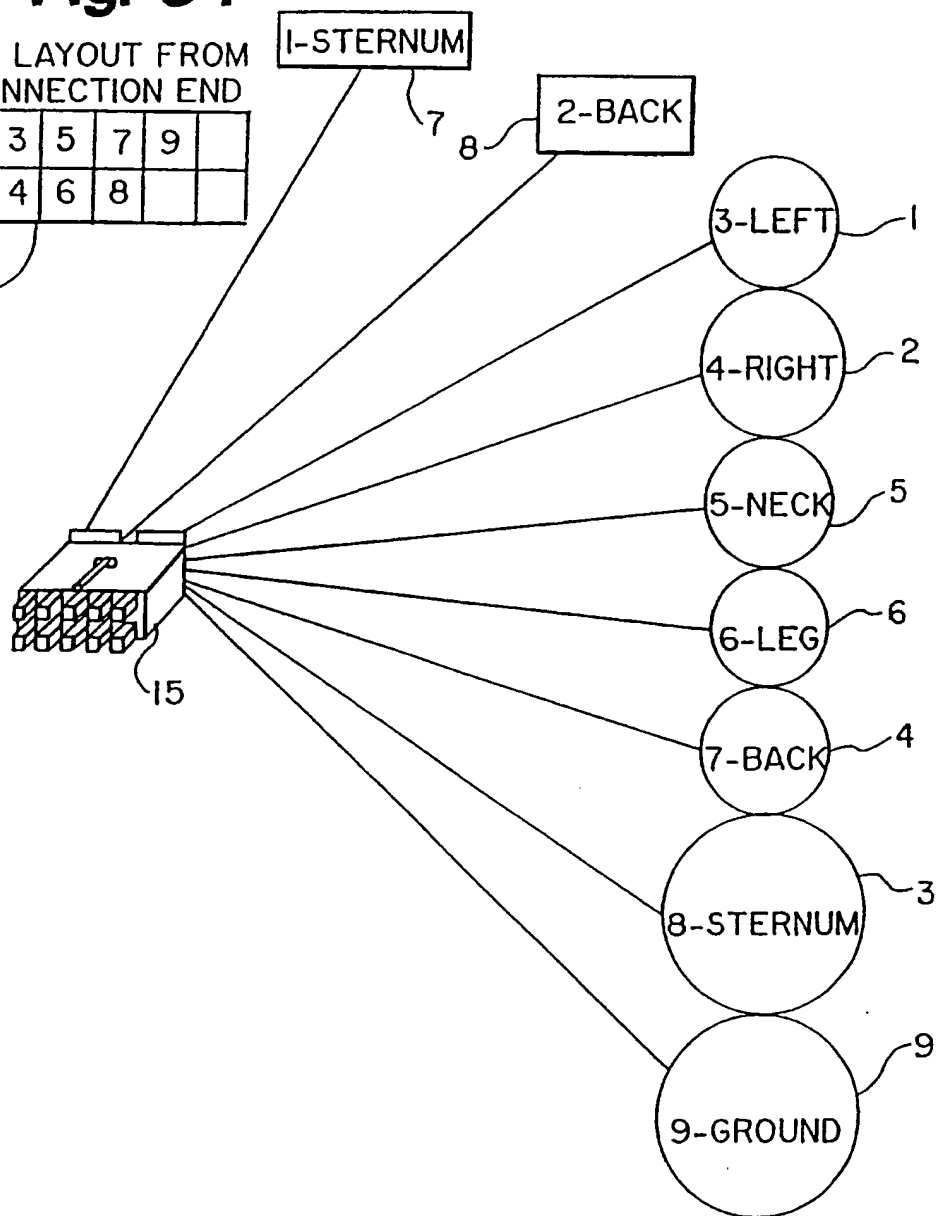 LAYOUT FROM
END
3 5 7 9
4 6 8
1-STERNUM
7
2-BACK
8
3-LEFT
1
4-RIGHT
2
5-NECK
5
6-LEG
6
7-BACK
4
8-STERNUM
3
9-GROUND
9
15